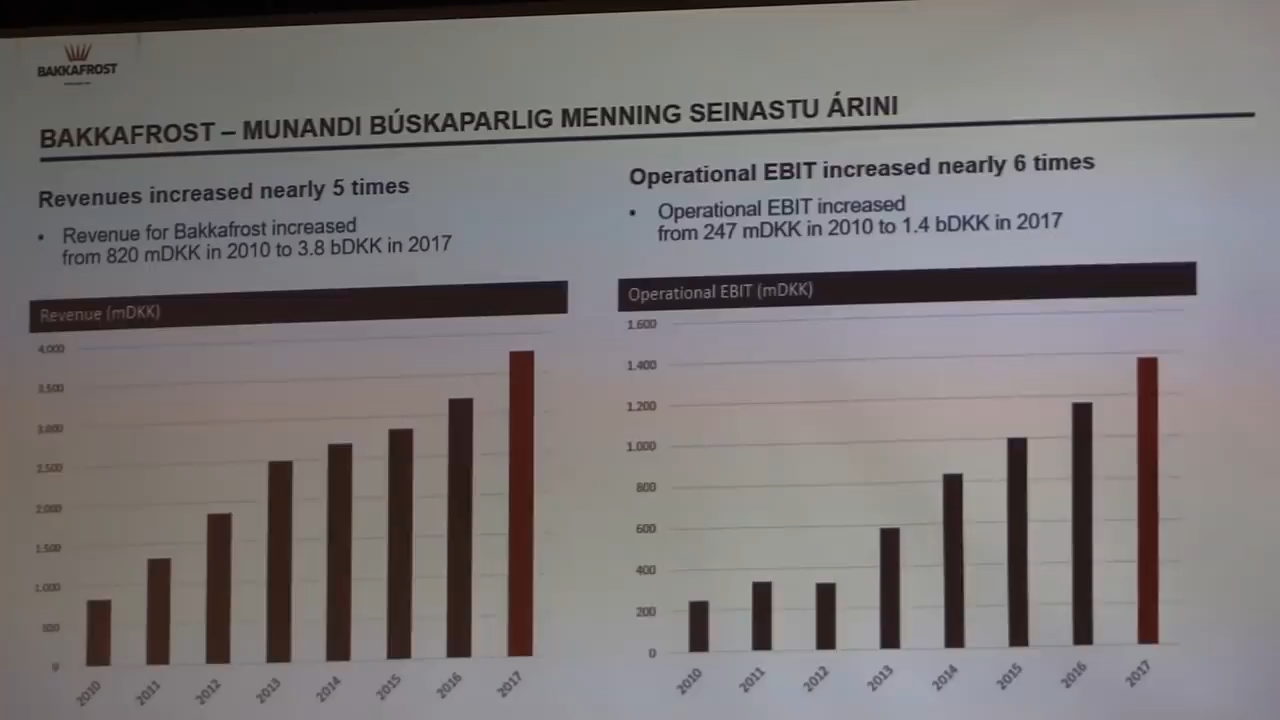 BAKKAFROST
BAKKAFROST – MUNANDI BÚSKAPARLIG MENNING SEINASTU ÁRINI
Revenues increased nearly 5 times
• Revenue for Bakkafrost increased
from 820 mDKK in 2010 to 3.8 bDKK in 2017
Revenue (mDKK)
4.000
3.500
3.000
2.500
2.000
1.500
1.000
500
0
2010 2011 2012 2013 2014 2015 2016 2017
Operational EBIT increased nearly 6 times
• Operational EBIT increased
from 247 mDKK in 2010 to 1.4 bDKK in 2017
Operational EBIT (mDKK)
1.600
1.400
1.200
1.000
800
600
400
200
0
2010 2011 2012 2013 2014 2015 2016 2017